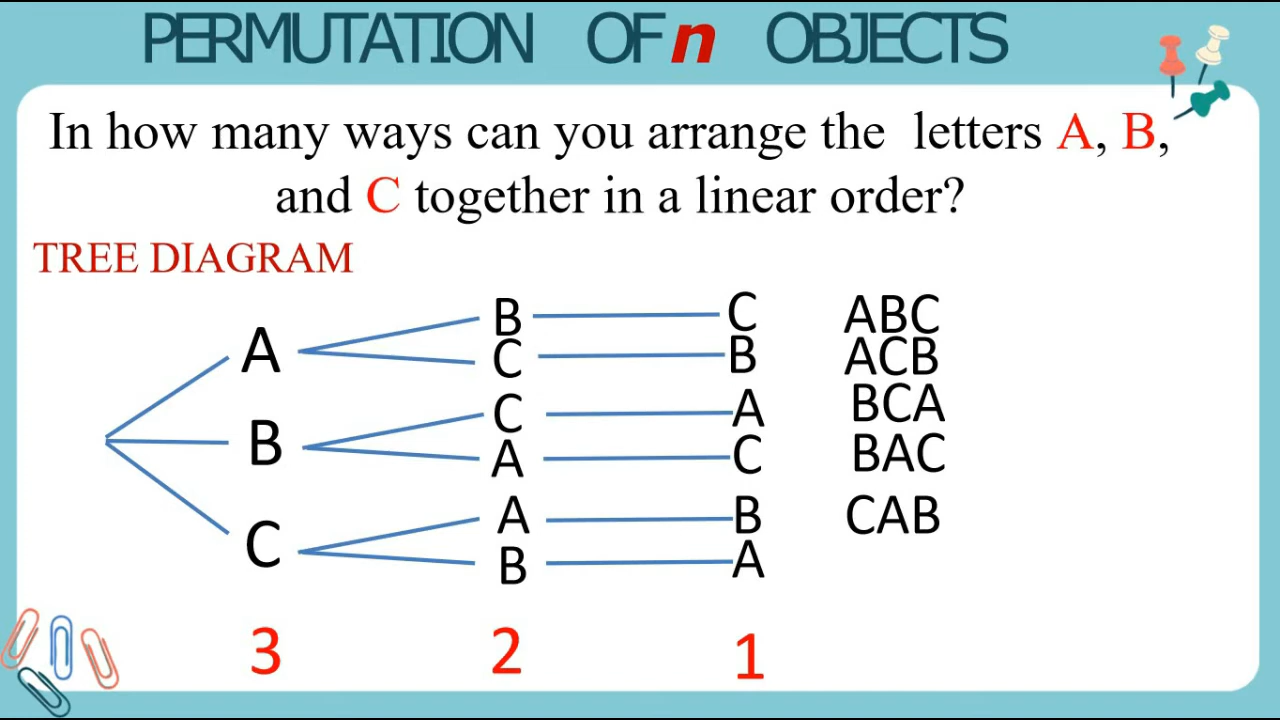 PERMUTATION OF n OBJECTS
In how many ways can you arrange the letters A, B,
and C together in a linear order?
TREE DIAGRAM
A B C ABC
C B ACB
B C A BCA
A C BAC
C A B CAB
B A
3 2 1